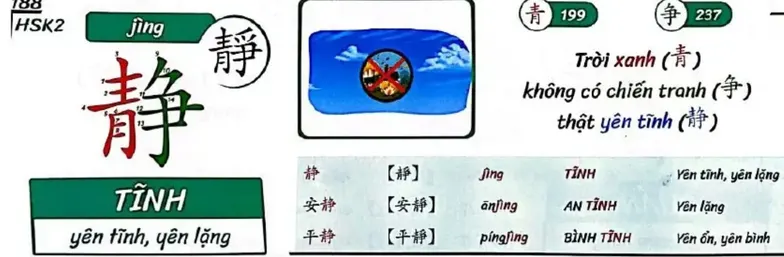 188
HSK2
jìng
靜
静
TĨNH
yên tĩnh, yên lặng
青 199
争 237
Trời xanh (青)
không có chiến tranh (争)
thật yên tĩnh (静)
静 【靜】 jìng TĨNH Yên tĩnh, yên lặng
安静 【安靜】 ānjìng AN TĨNH Yên lặng
平静 【平靜】 píngjìng BÌNH TĨNH Yên ổn, yên bình